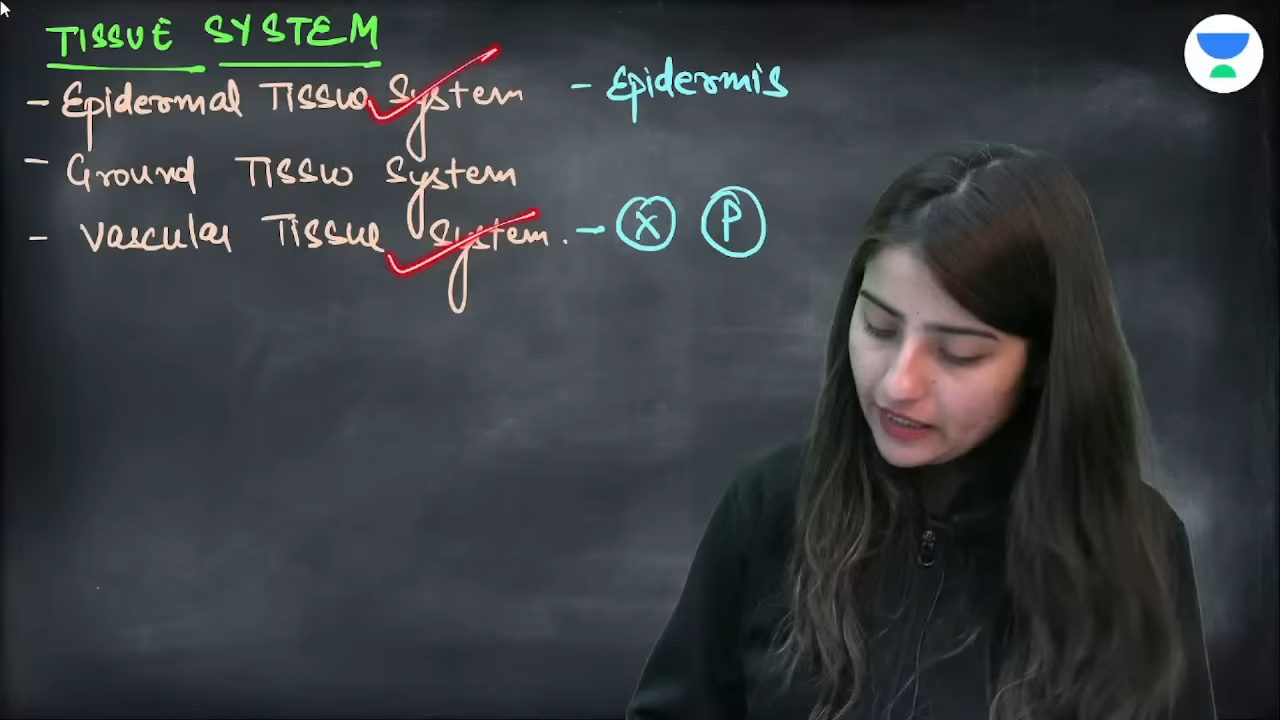 TISSUE SYSTEM
- Epidermal Tissue System - Epidermis
- Ground Tissue System
- Vascular Tissue System. - X P